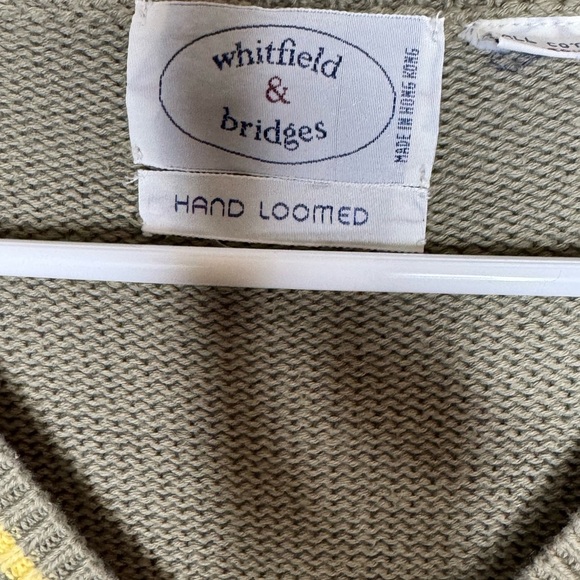 whitfield
&
bridges
MADE IN HONG KONG
HAND LOOMED